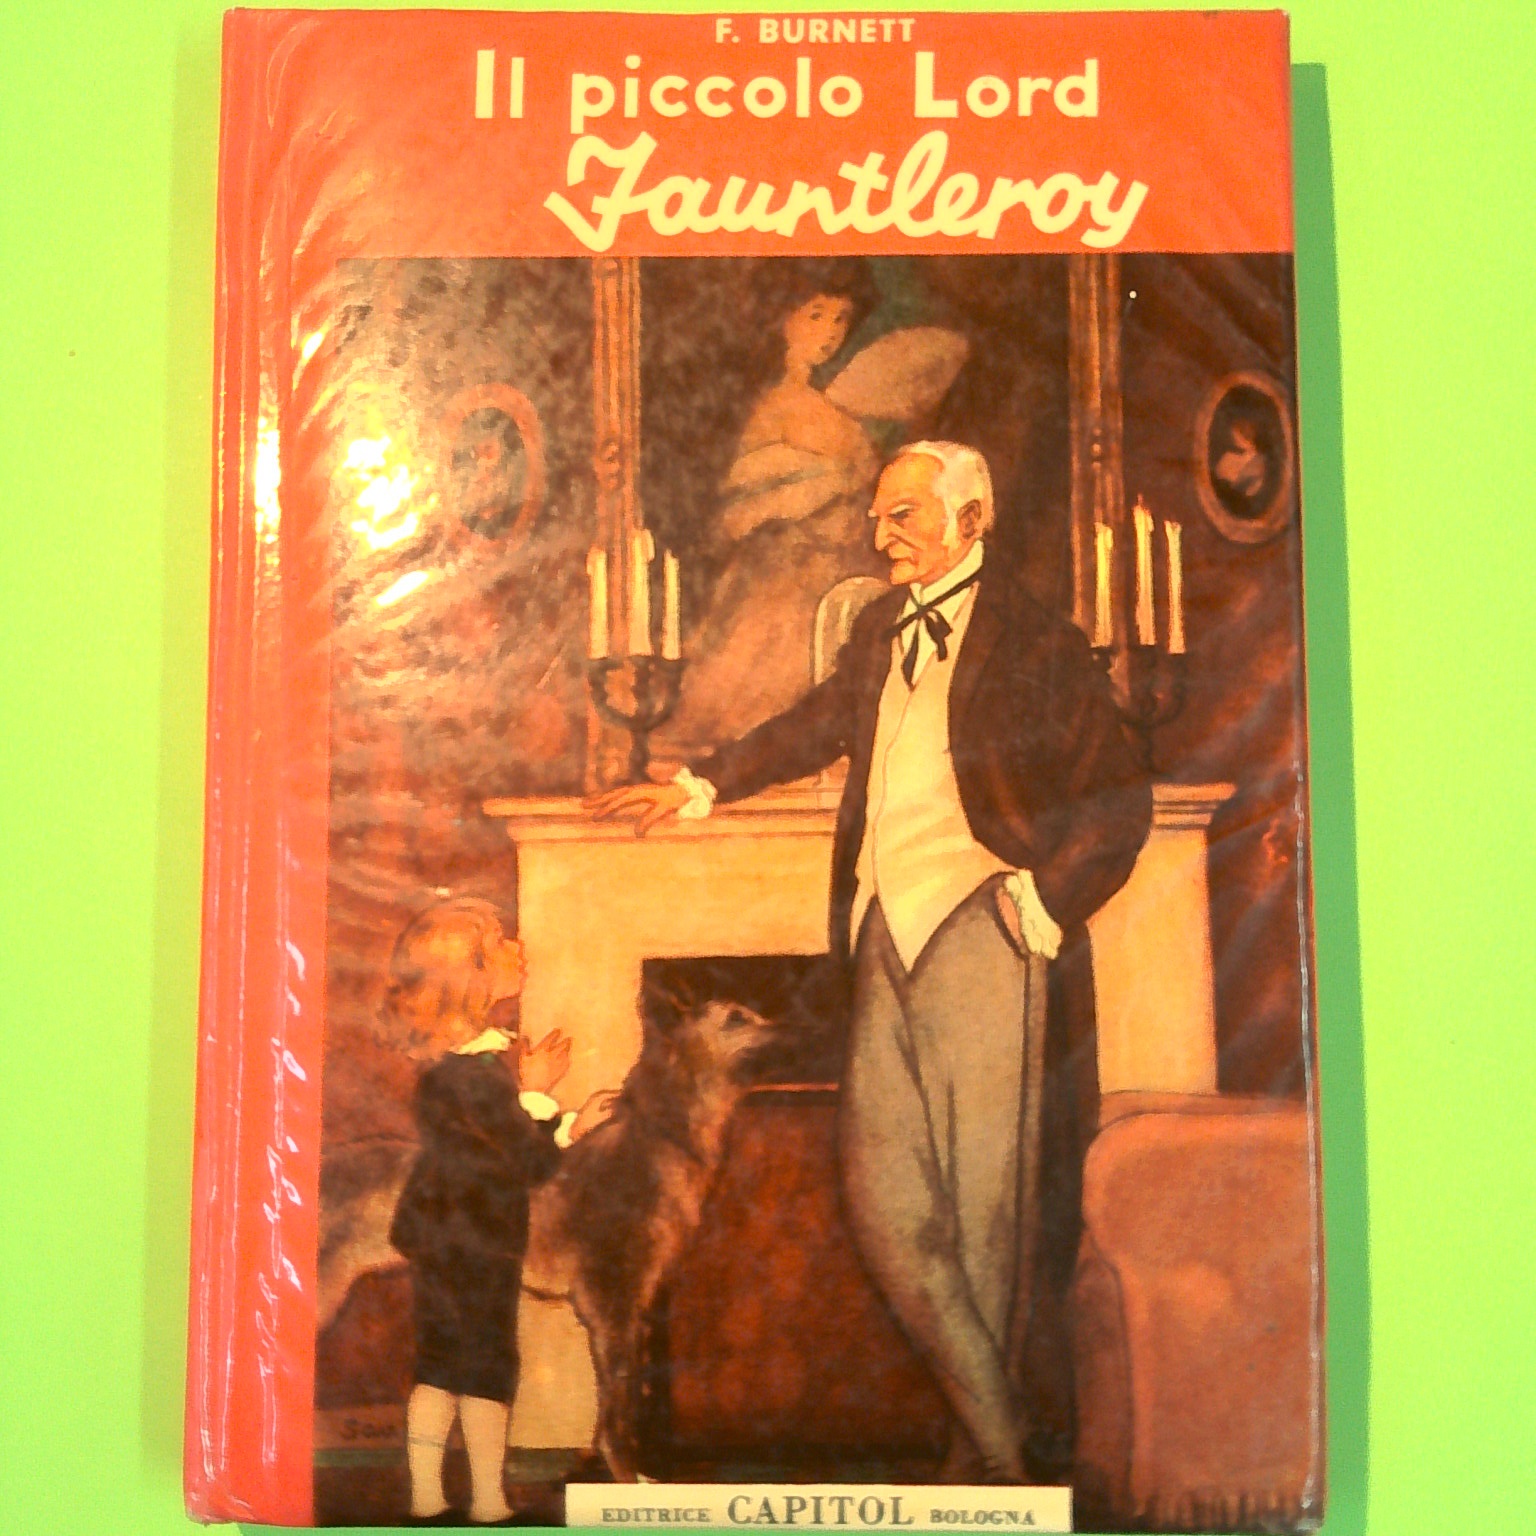 F. BURNETT
Il piccolo Lord
Fauntleroy
EDITRICE CAPITOL BOLOGNA